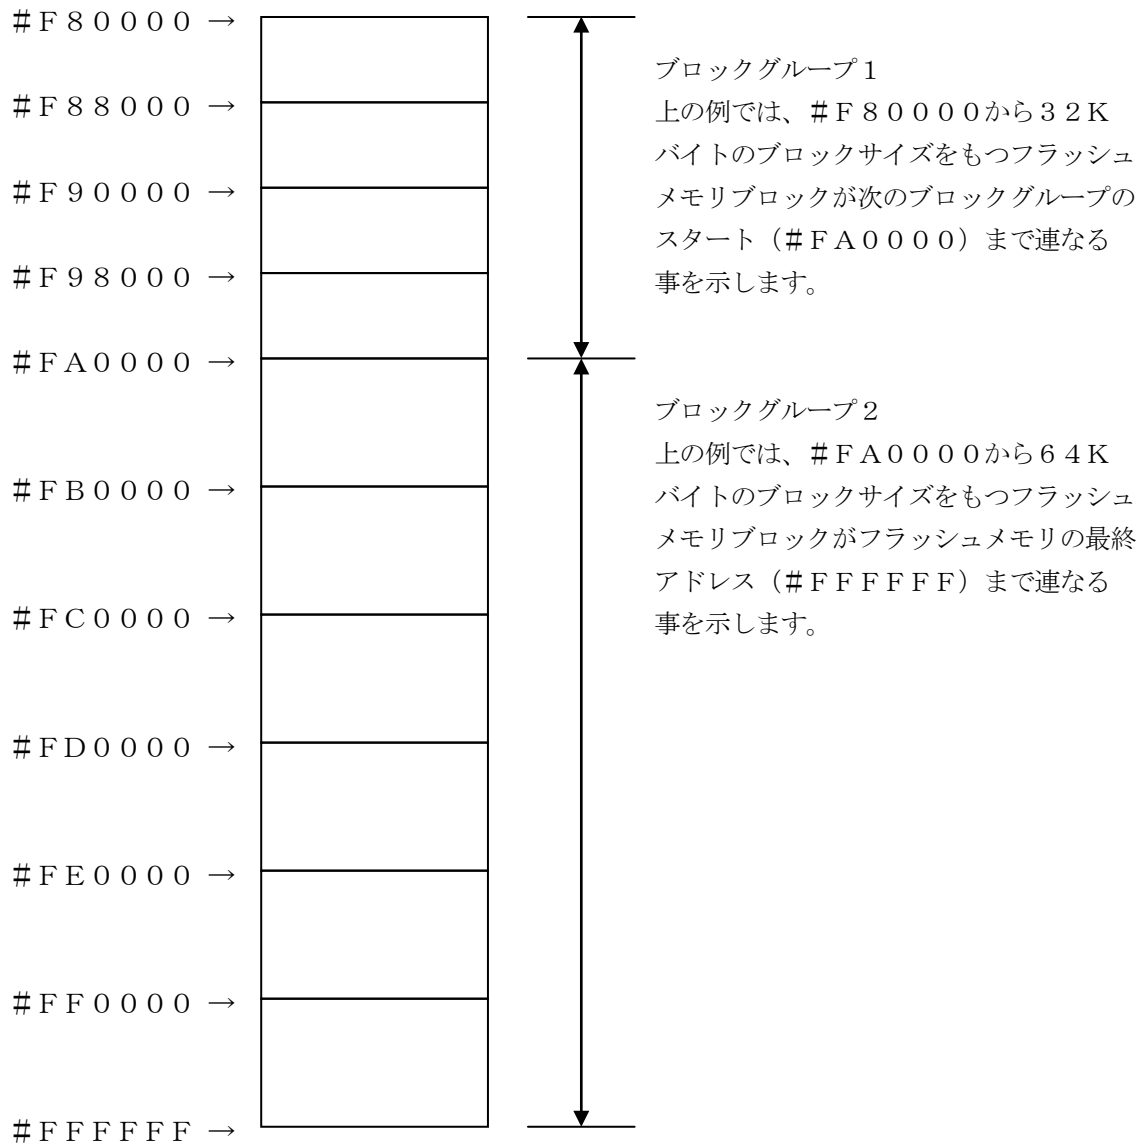 ＃Ｆ８００００ →
ブロックグループ１
＃Ｆ８８０００ →
上の例では、＃Ｆ８００００から３２Ｋ
バイトのブロックサイズをもつフラッシュ
＃Ｆ９００００ →
メモリブロックが次のブロックグループの
スタート（＃ＦＡ００００）まで連なる
＃Ｆ９８０００ →
事を示します。
＃ＦＡ００００ →
ブロックグループ２
上の例では、＃ＦＡ００００から６４Ｋ
＃ＦＢ００００ →
バイトのブロックサイズをもつフラッシュ
メモリブロックがフラッシュメモリの最終
アドレス（＃ＦＦＦＦＦＦ）まで連なる
＃ＦＣ００００ →
事を示します。
＃ＦＤ００００ →
＃ＦＥ００００ →
＃ＦＦ００００ →
＃ＦＦＦＦＦＦ →